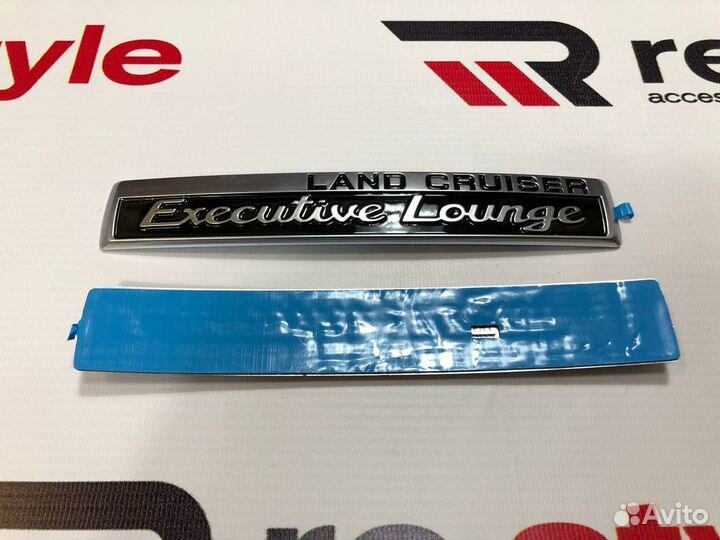 yle
R re
acces
LAND CRUISER
Executive Lounge
Avito